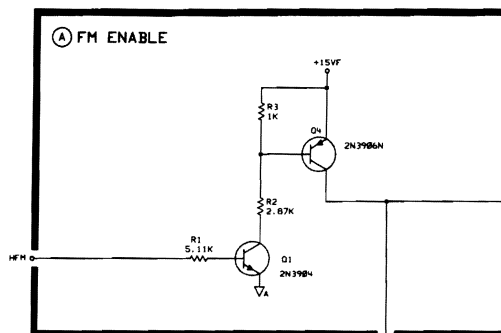 A FM ENABLE
+15VF
R3
1K
Q4
2N3906N
R2
2.87K
R1
5.11K
HFM
Q1
2N3904
A